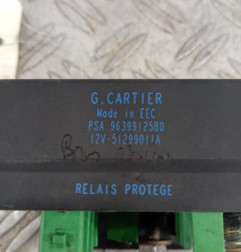 G.CARTIER
Made in EEC
PSA 9639912580
12V-51299011A
RELAIS PROTEGE